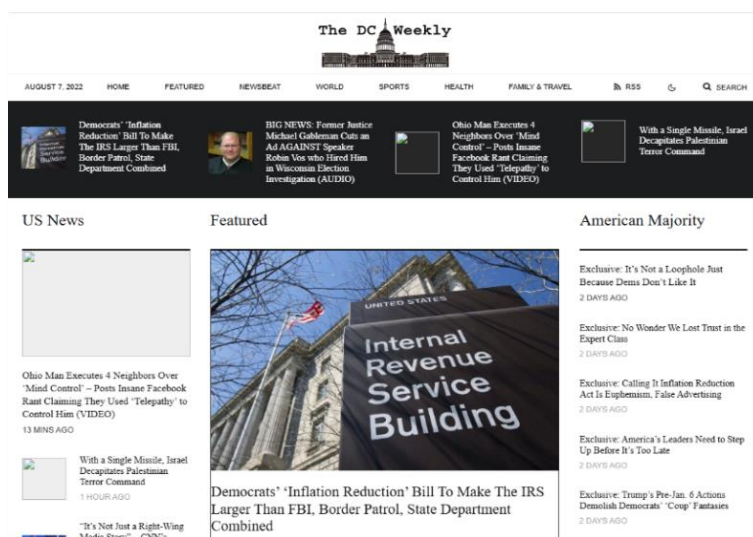 The DC Weekly
AUGUST 7, 2022 HOME FEATURED NEWSBEAT WORLD SPORTS HEALTH FAMILY & TRAVEL RSS SEARCH
Democrats' 'Inflation
Reduction' Bill To Make
The IRS Larger Than FBI,
Border Patrol, State
Department Combined
BIG NEWS: Former Justice
Michael Gableman Cuts an
Ad AGAINST Speaker
Robin Vos who Hired Him
in Wisconsin Election
Investigation (AUDIO)
Ohio Man Executes 4
Neighbors Over 'Mind
Control' – Posts Insane
Facebook Rant Claiming
They Used 'Telepathy' to
Control Him (VIDEO)
With a Single Missile, Israel
Decapitates Palestinian
Terror Command
US News
Ohio Man Executes 4 Neighbors Over
'Mind Control' – Posts Insane Facebook
Rant Claiming They Used 'Telepathy' to
Control Him (VIDEO)
13 MINS AGO
With a Single Missile, Israel
Decapitates Palestinian
Terror Command
1 HOUR AGO
"It's Not Just a Right-Wing
Media Story" – CNN's
Featured
UNITED STATES
Internal
Revenue
Service
Building
Democrats' 'Inflation Reduction' Bill To Make The IRS
Larger Than FBI, Border Patrol, State Department
Combined
American Majority
Exclusive: It's Not a Loophole Just
Because Dems Don't Like It
2 DAYS AGO
Exclusive: No Wonder We Lost Trust in the
Expert Class
2 DAYS AGO
Exclusive: Calling It Inflation Reduction
Act Is Euphemism, False Advertising
2 DAYS AGO
Exclusive: America's Leaders Need to Step
Up Before It's Too Late
2 DAYS AGO
Exclusive: Trump's Pre-Jan. 6 Actions
Demolish Democrats' 'Coup' Fantasies
2 DAYS AGO